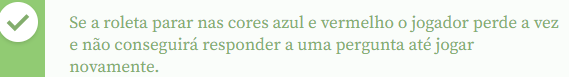 Se a roleta parar nas cores azul e vermelho o jogador perde a vez
e não conseguirá responder a uma pergunta até jogar
novamente.